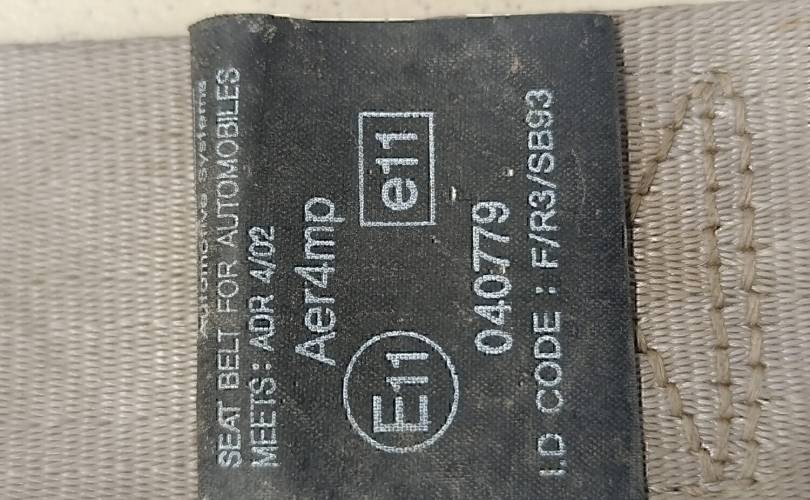 Automotive Systems
SEAT BELT FOR AUTOMOBILES
MEETS: ADR 4/02
Aer4mp
E11 e11
040779
I.D CODE : F/R3/SB93